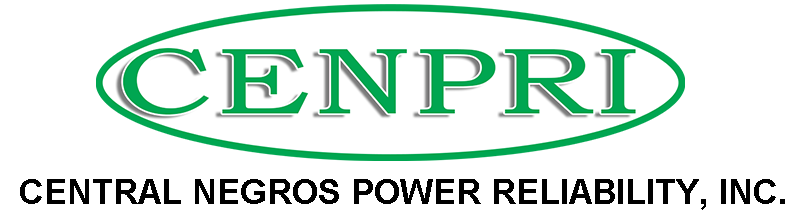 CENPRI
CENTRAL NEGROS POWER RELIABILITY, INC.